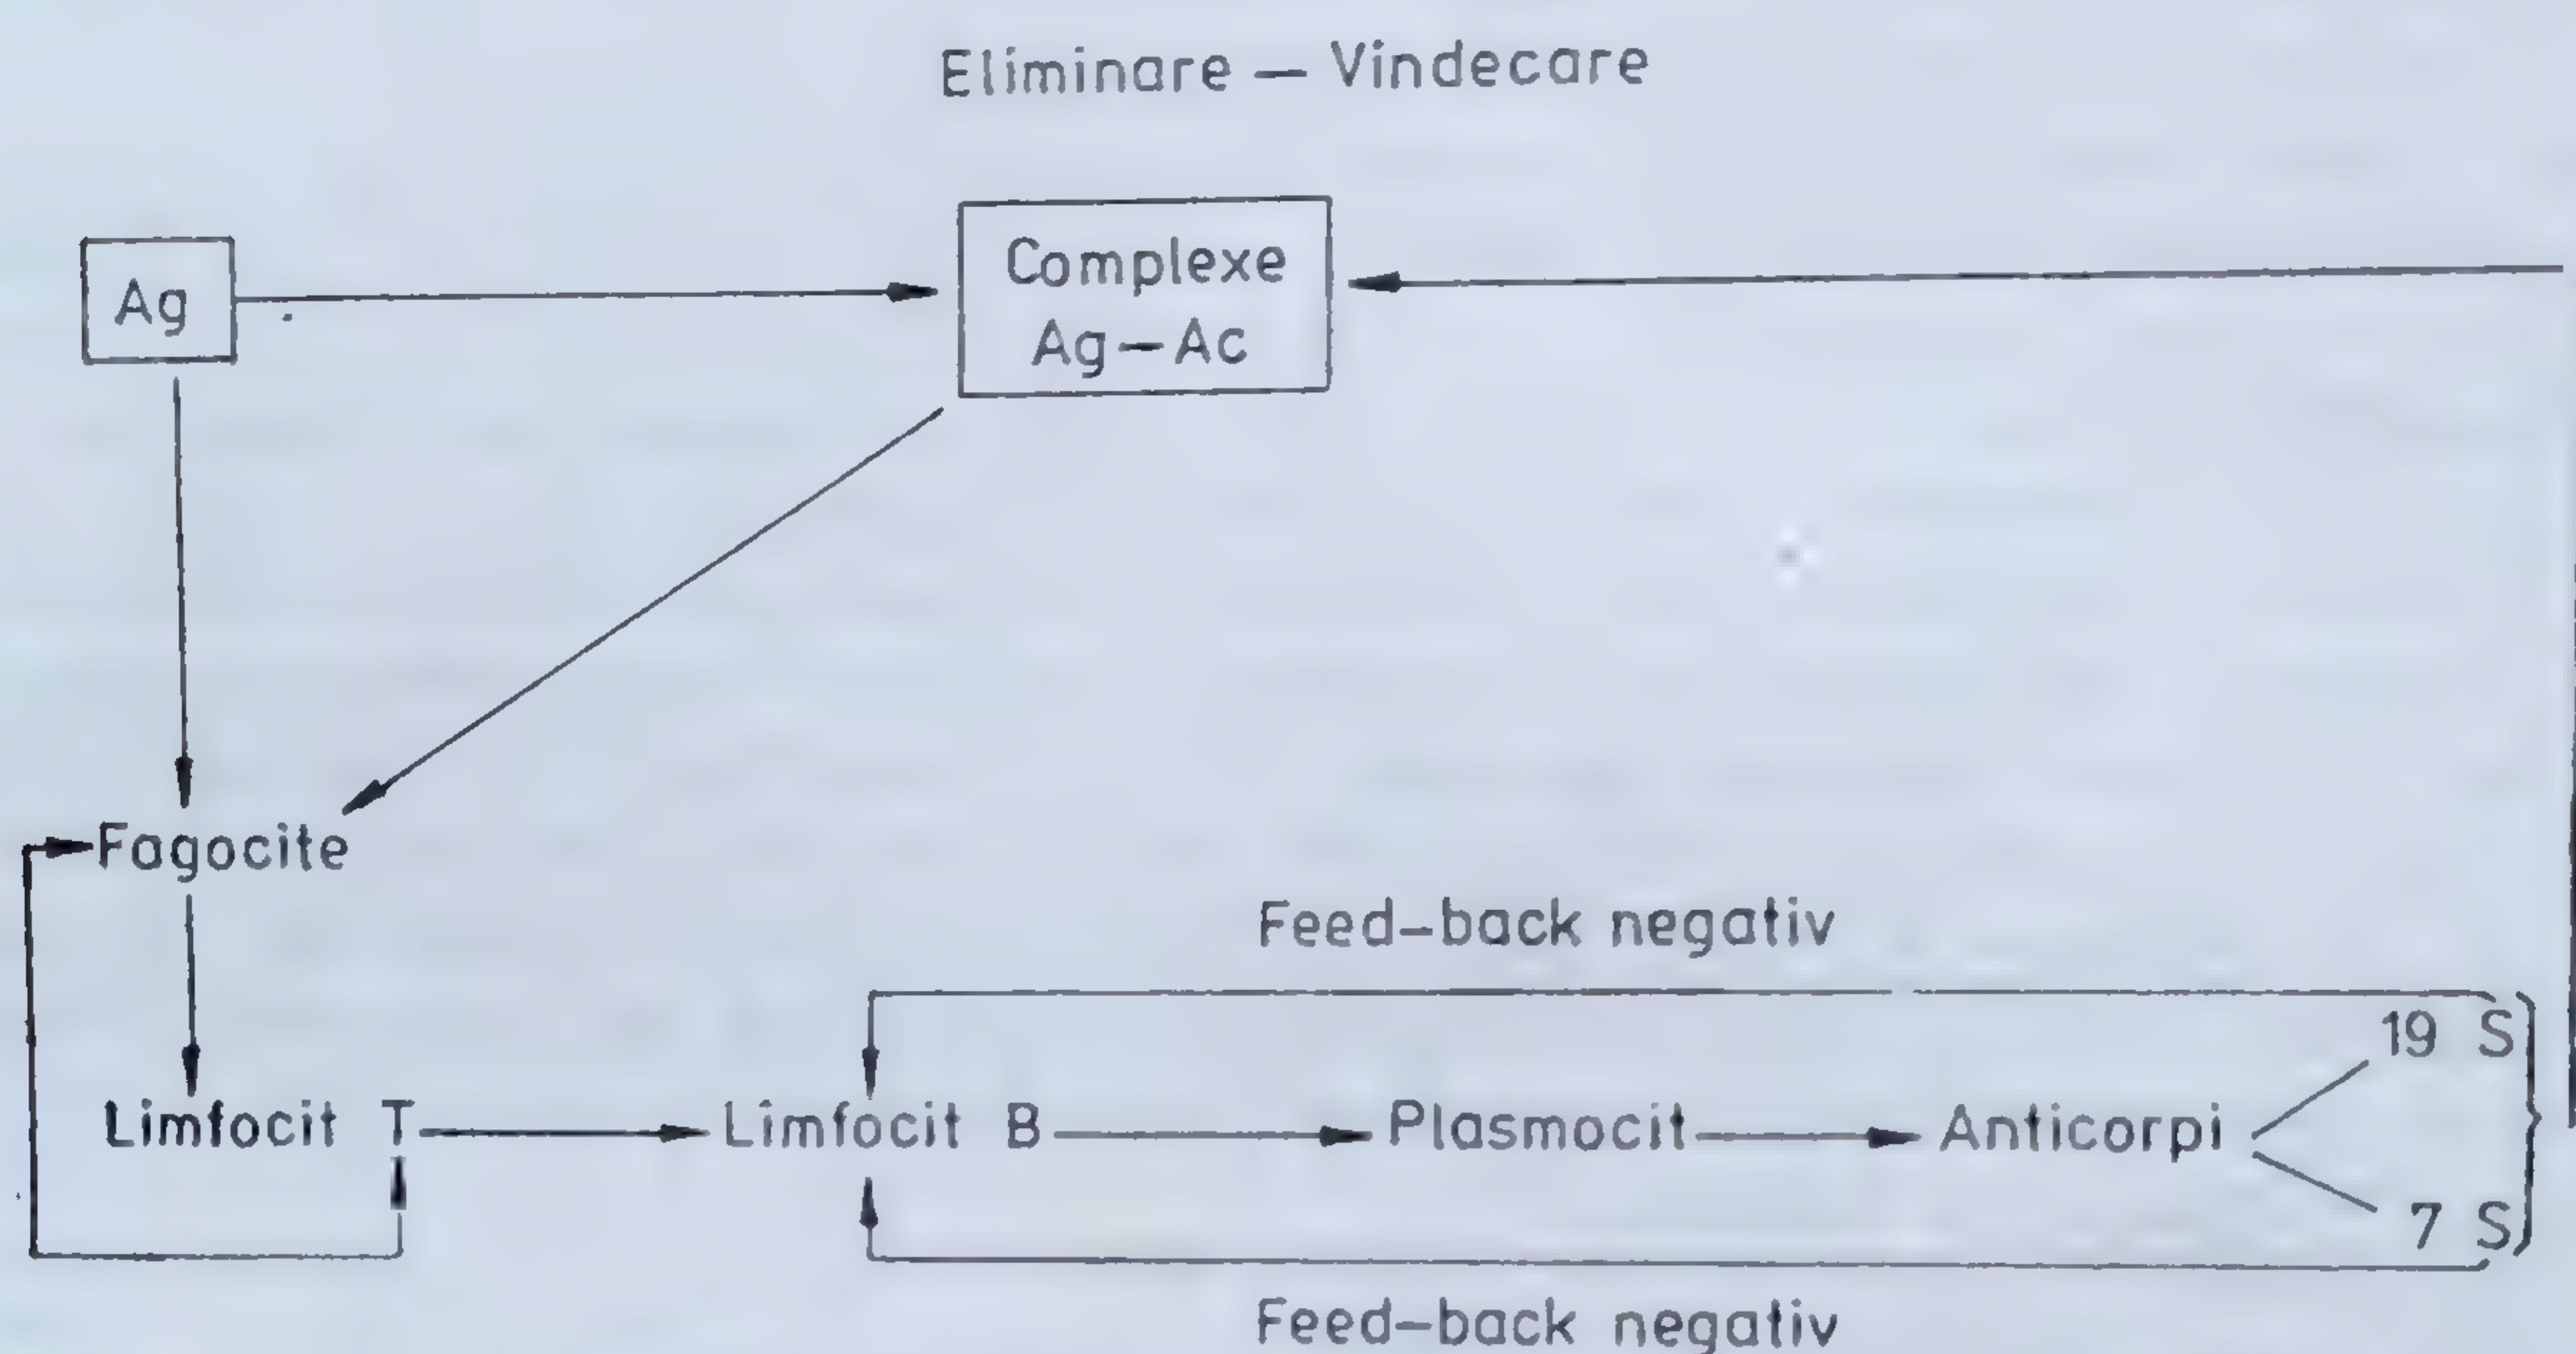 Eliminare — Vindecare
Ag
Complexe
Ag—Ac
Fagocite
Feed-back negativ
19 S
Limfocit T
Limfocit B
Plasmocit
Anticorpi
7 S
Feed-back negativ